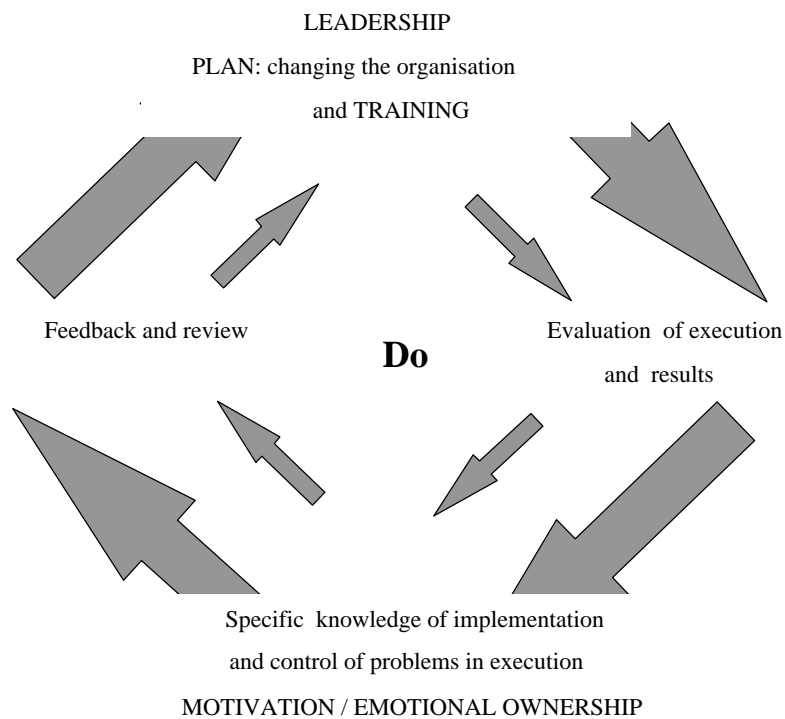 LEADERSHIP
PLAN: changing the organisation
and TRAINING
Feedback and review
Do
Evaluation of execution
and results
Specific knowledge of implementation
and control of problems in execution
MOTIVATION / EMOTIONAL OWNERSHIP